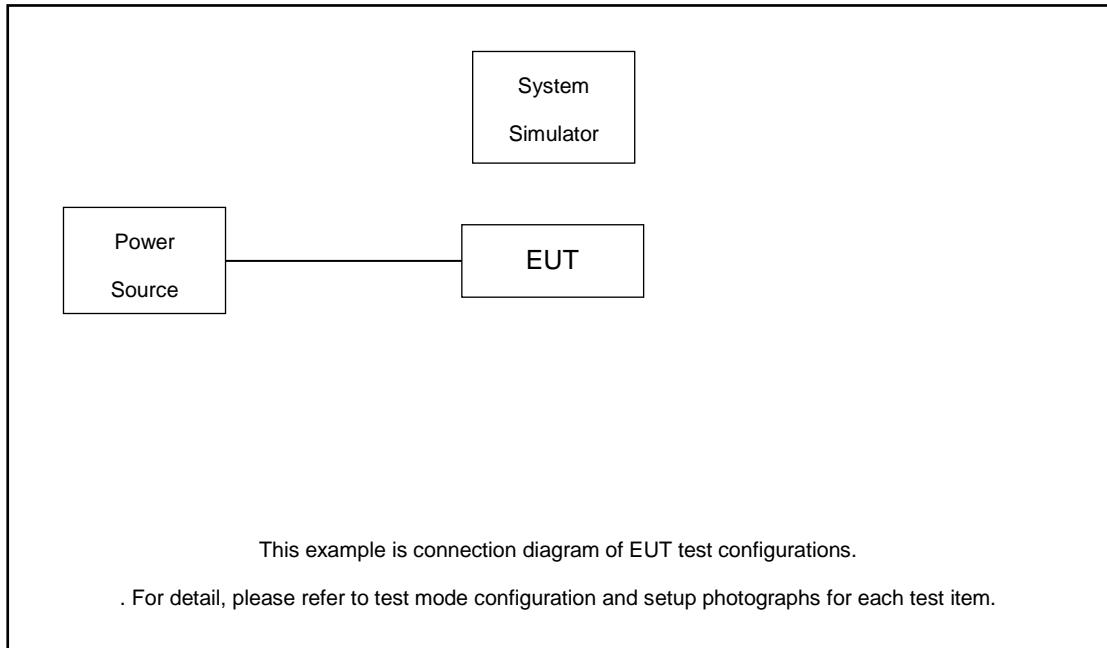 System
Simulator
Power
Source
EUT
This example is connection diagram of EUT test configurations.
. For detail, please refer to test mode configuration and setup photographs for each test item.